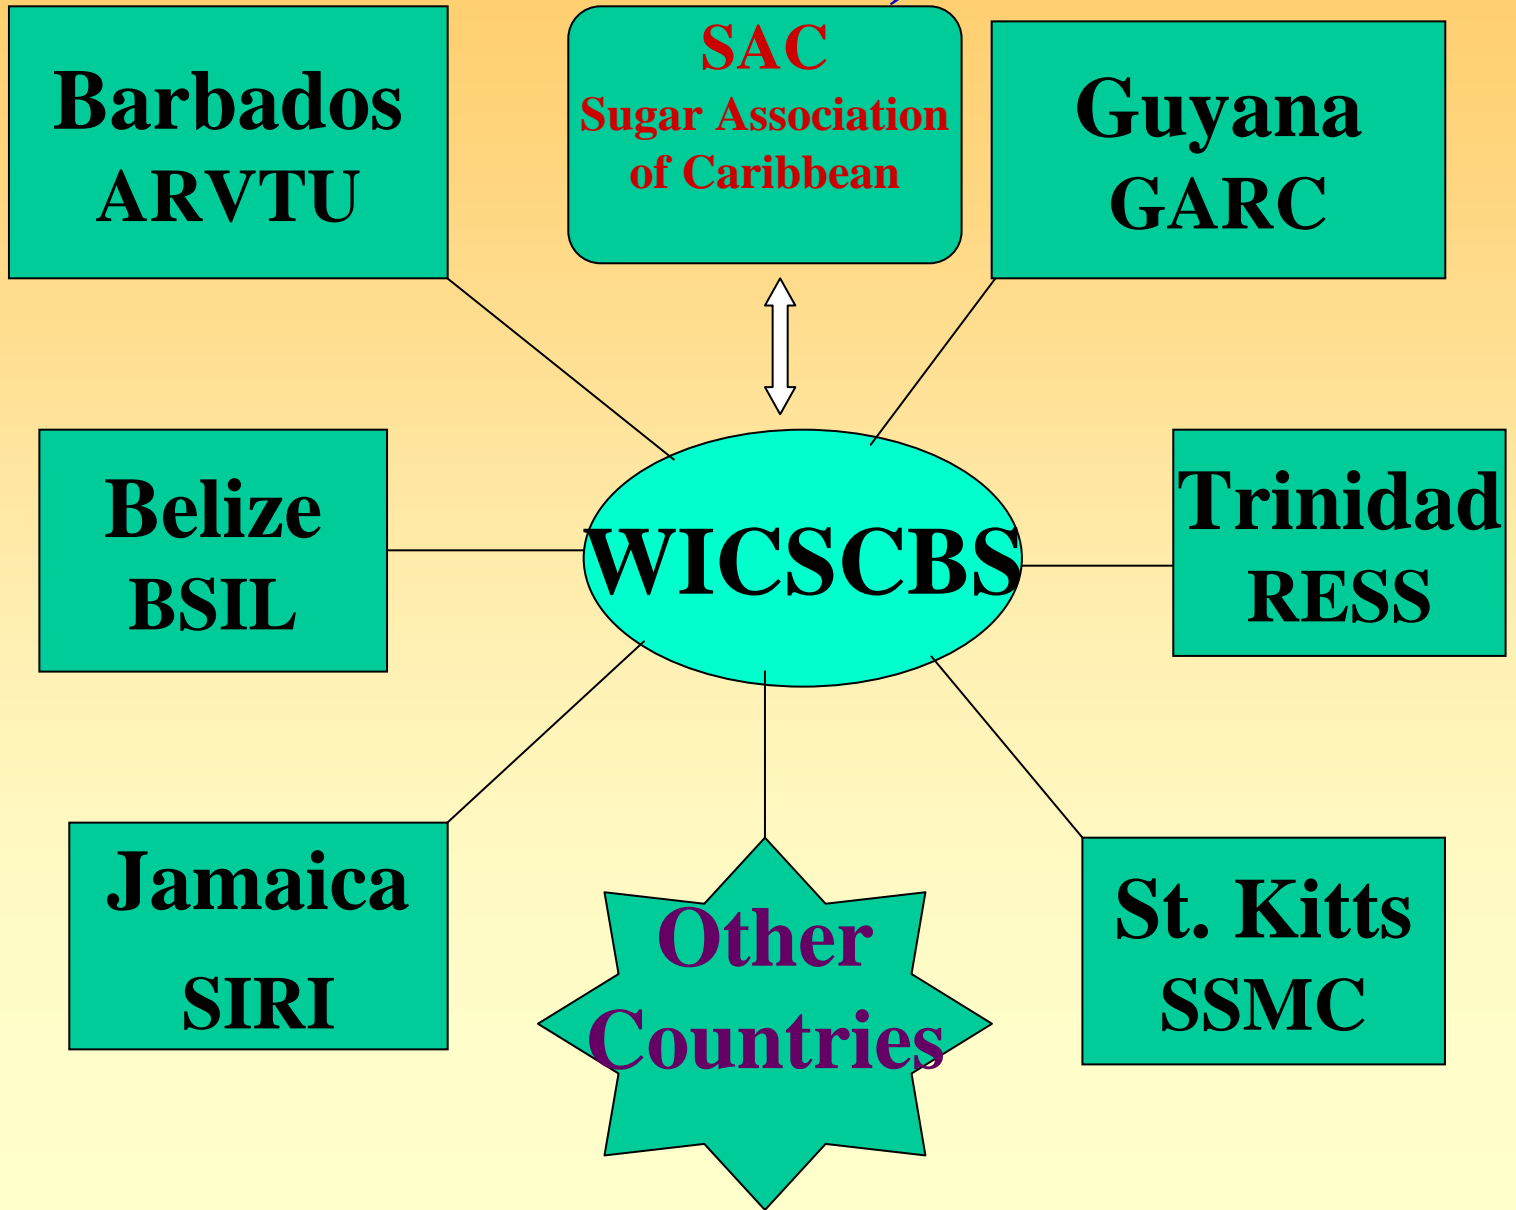 Barbados
ARVTU
SAC
Sugar Association
of Caribbean
Guyana
GARC
Belize
BSIL
WICSCBS
Trinidad
RESS
Jamaica
SIRI
Other
Countries
St. Kitts
SSMC